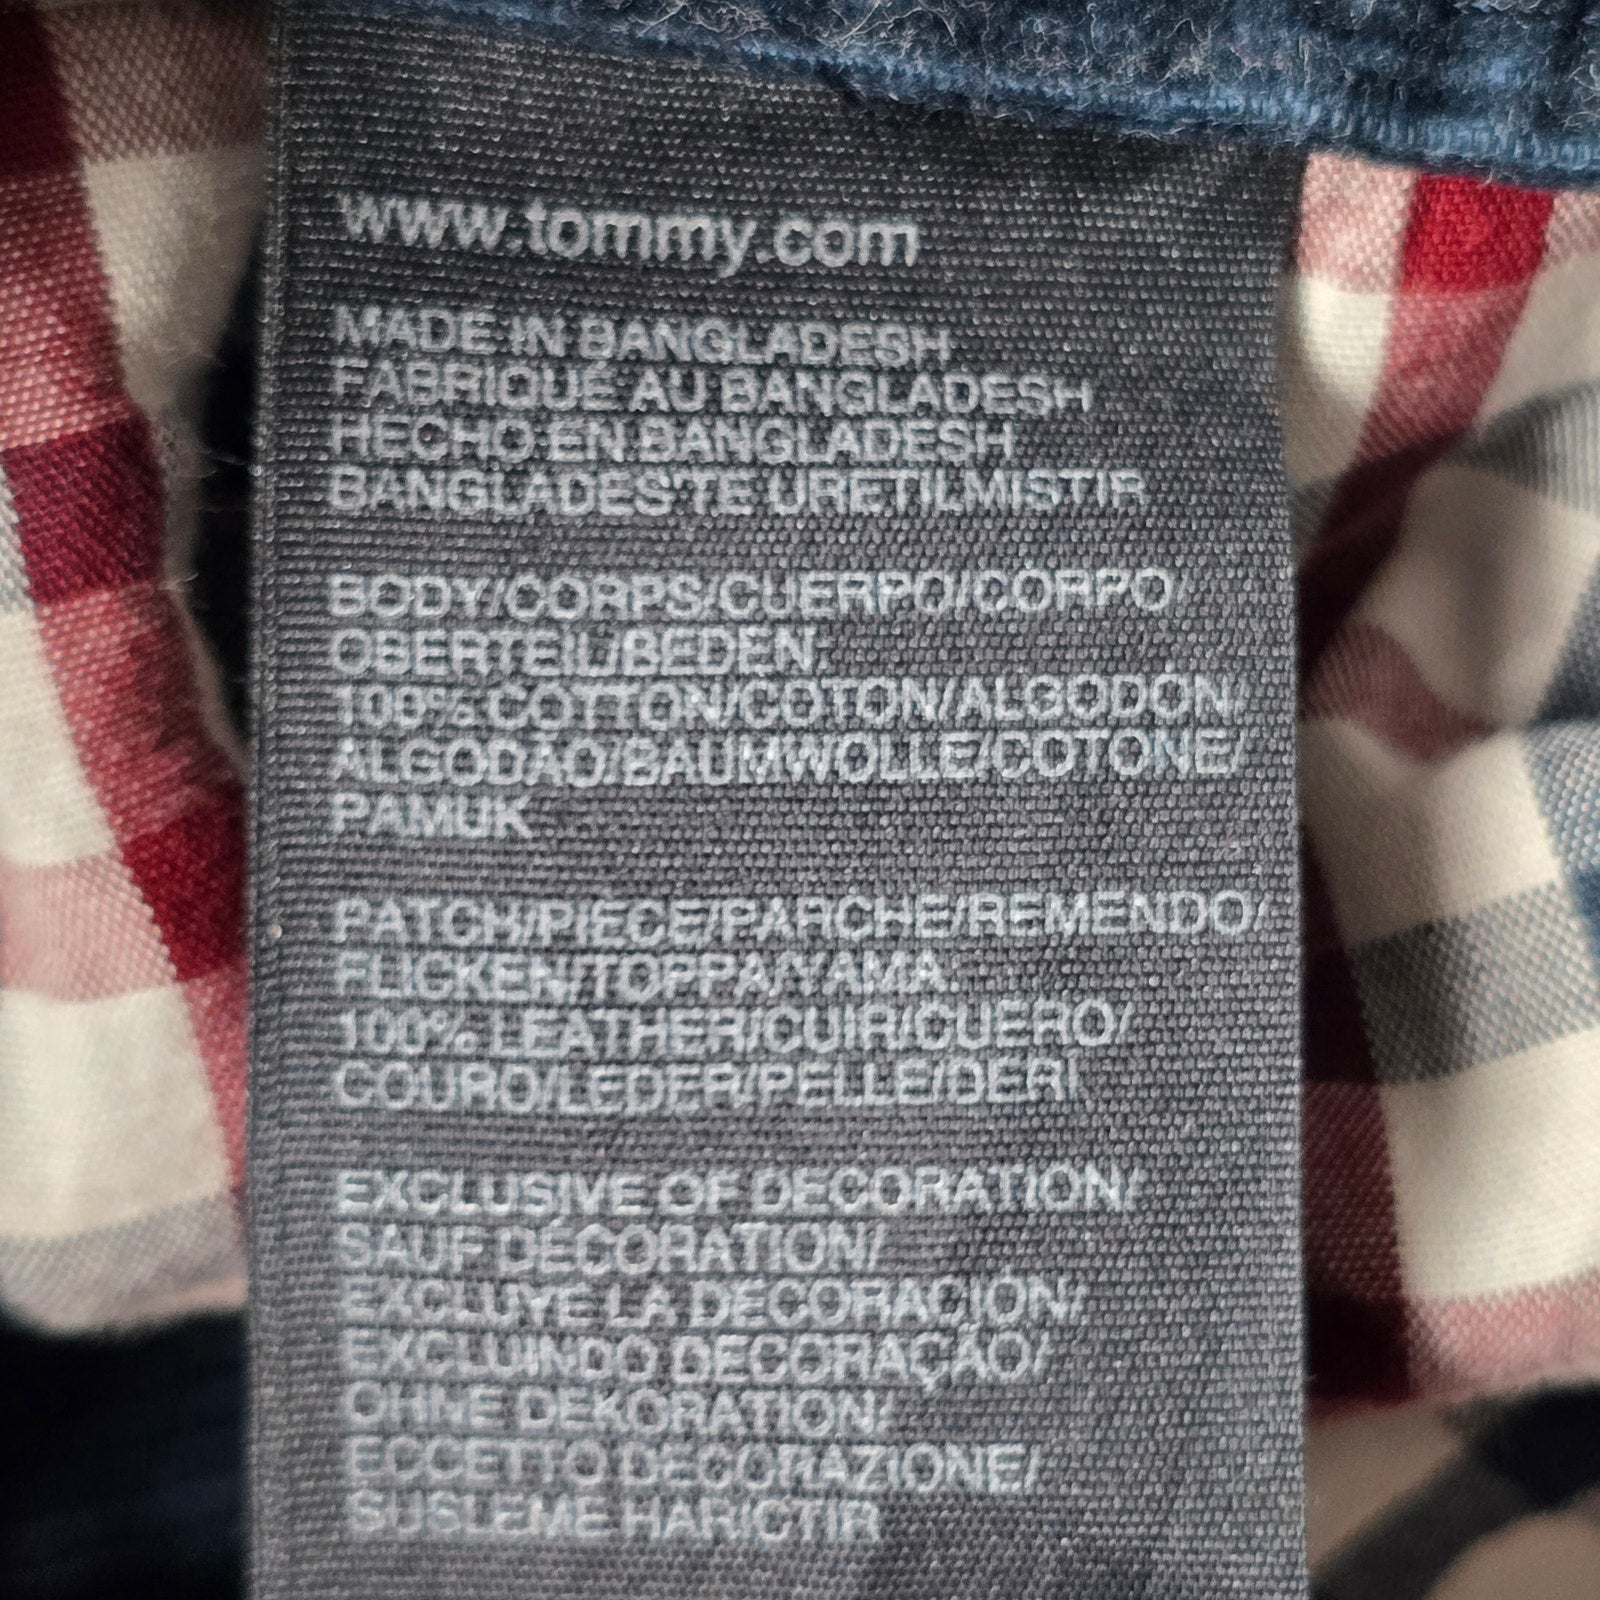 www.tommy.com
MADE IN BANGLADESH
FABRIQUÉ AU BANGLADESH
HECHO EN BANGLADESH
BANGLADES'TE URETILMISTIR
BODY/CORPS/CUERPO/CORPO/
OBERTEIL/BEDEN
100% COTTON/COTON/ALGODÓN/
ALGODAO/BAUMWOLLE/COTONE/
PAMUK
PATCH/PIECE/PARCHE/REMENDO/
FLICKEN/TOPPA/YAMA
100% LEATHER/CUIR/CUERO/
COURO/LEDER/PELLE/DERI
EXCLUSIVE OF DECORATION/
SAUF DÉCORATION/
EXCLUYE LA DECORACIÓN/
EXCLUINDO DECORAÇÃO/
OHNE DEKORATION/
ECCETTO DECORAZIONE/
SUSLEME HARICTIR